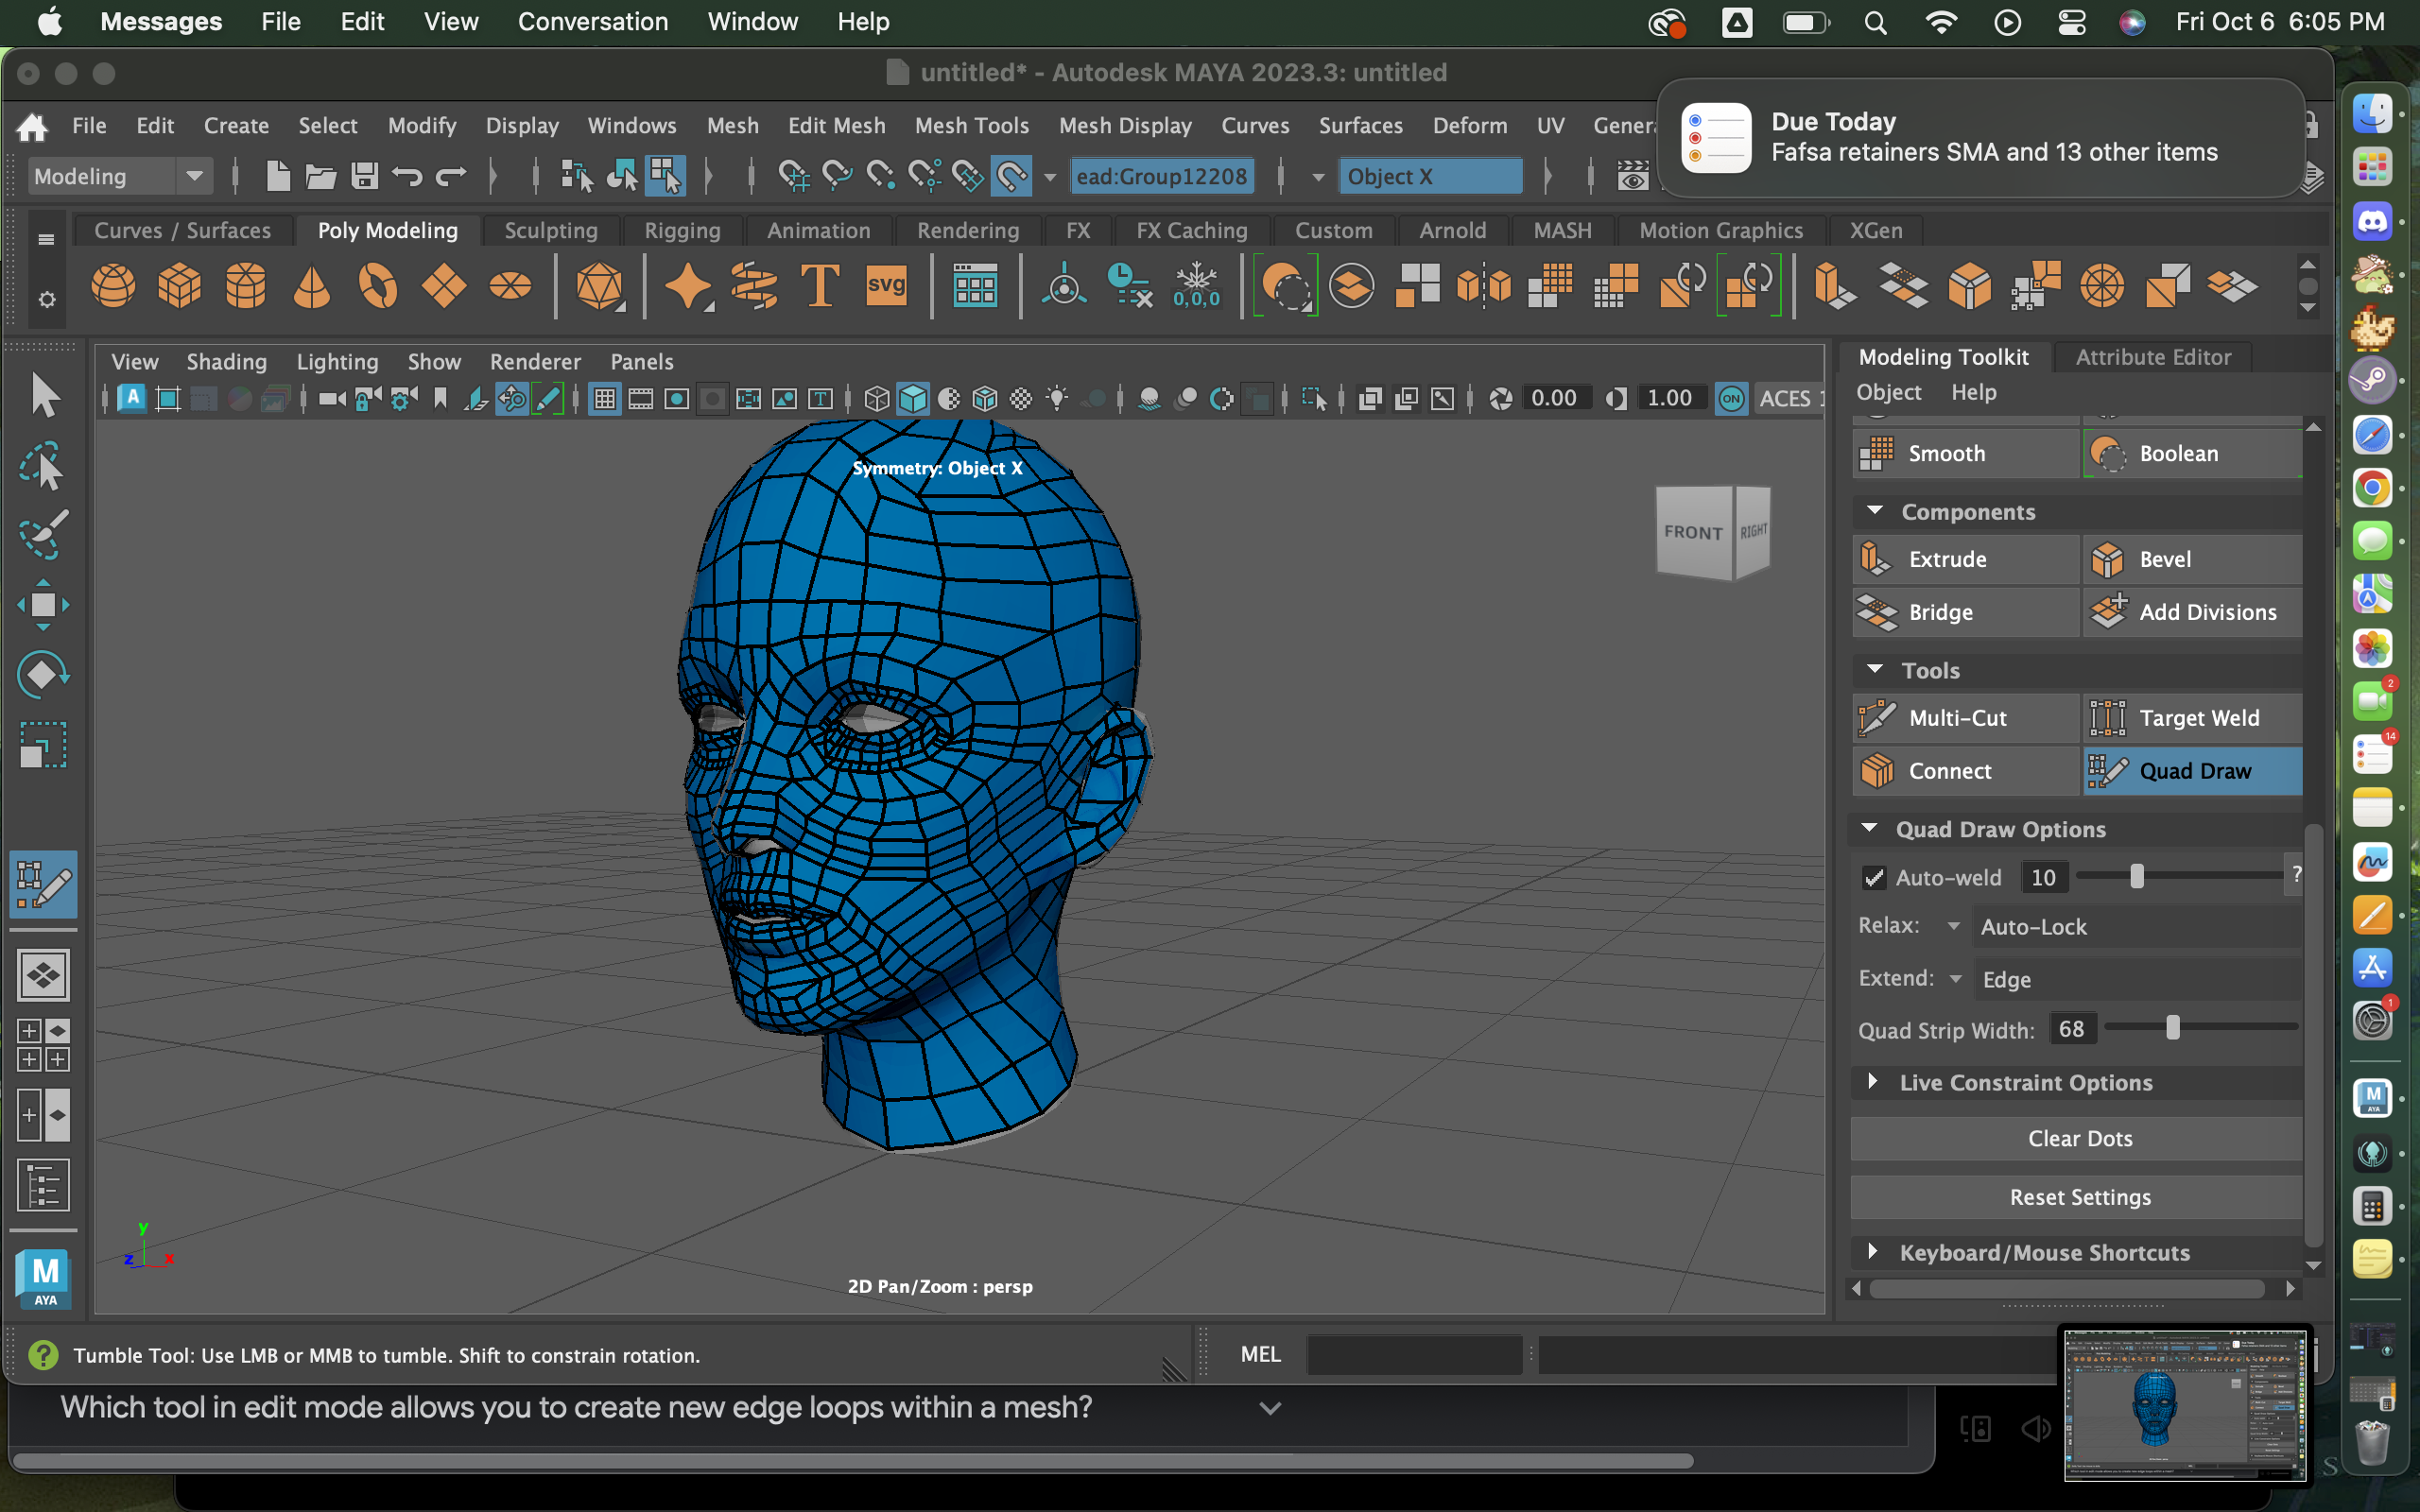 Messages File Edit View Conversation Window Help Fri Oct 6 6:05 PM
untitled* - Autodesk MAYA 2023.3: untitled
Due Today
Fafsa retainers SMA and 13 other items
File Edit Create Select Modify Display Windows Mesh Edit Mesh Mesh Tools Mesh Display Curves Surfaces Deform UV Genera
Modeling ead:Group12208 Object X
Curves / Surfaces Poly Modeling Sculpting Rigging Animation Rendering FX FX Caching Custom Arnold MASH Motion Graphics XGen
T svg 0,0,0
View Shading Lighting Show Renderer Panels
A T 0.00 1.00 ON ACES 1
Modeling Toolkit Attribute Editor
Object Help
Smooth Boolean
Components
Extrude Bevel
Bridge Add Divisions
Tools
Multi-Cut Target Weld
Connect Quad Draw
Quad Draw Options
Auto-weld 10 ?
Relax: Auto-Lock
Extend: Edge
Quad Strip Width: 68
Live Constraint Options
Clear Dots
Reset Settings
Keyboard/Mouse Shortcuts
Symmetry: Object X
FRONT RIGHT
y
z x
2D Pan/Zoom : persp
M
AYA
? Tumble Tool: Use LMB or MMB to tumble. Shift to constrain rotation.
MEL :
Which tool in edit mode allows you to create new edge loops within a mesh?
S
2
14
1
M
AYA